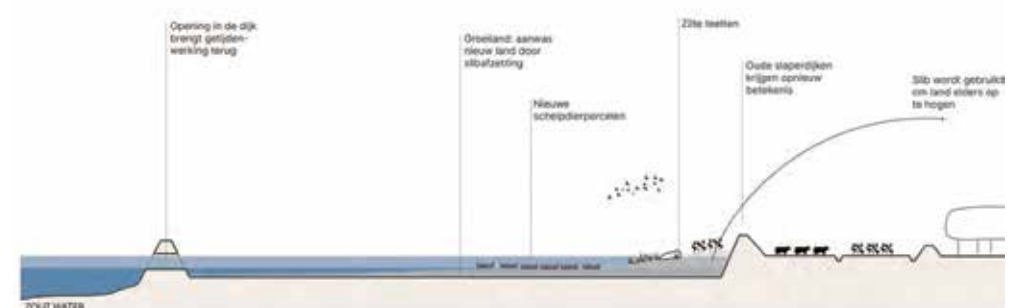 Opening in de dijk
brengt getijden-
werking terug
Groeiland: aanwas
nieuw land door
slibafzetting
Nieuwe
schelpdierpercelen
Zilte teelten
Oude slaperdijken
krijgen opnieuw
betekenis
Slib wordt gebruikt
om land elders op
te hogen
ZOUT WATER